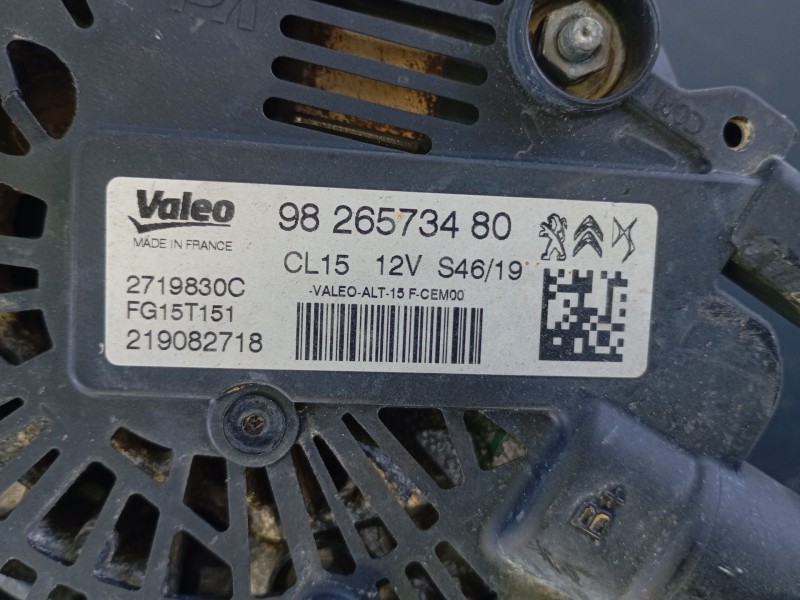 Valeo
MADE IN FRANCE
2719830C
FG15T151
219082718
98 265734 80
CL15 12V S46/19
-VALEO-ALT-15 F-CEM00
B+